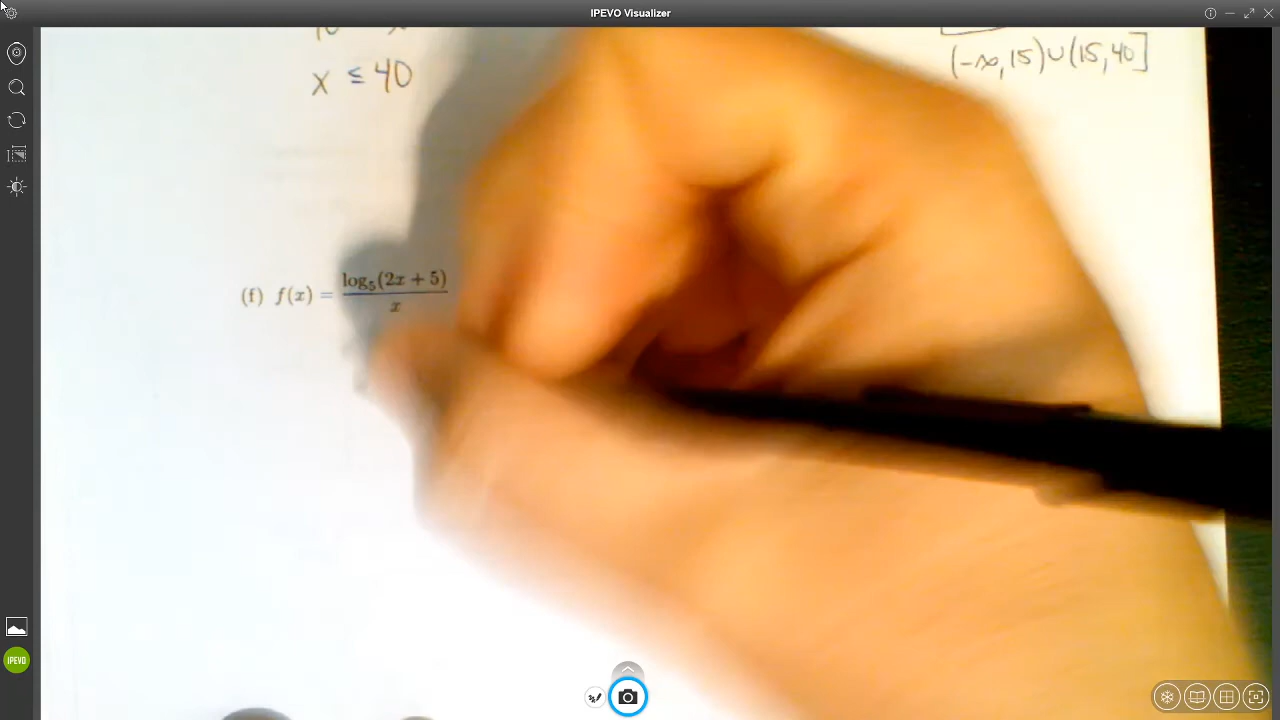 IPEVO Visualizer
(-∞, 15) ∪ (15, 40]
x ≤ 40
(f) f(x) = log₅(2x + 5) / x
IPEVO